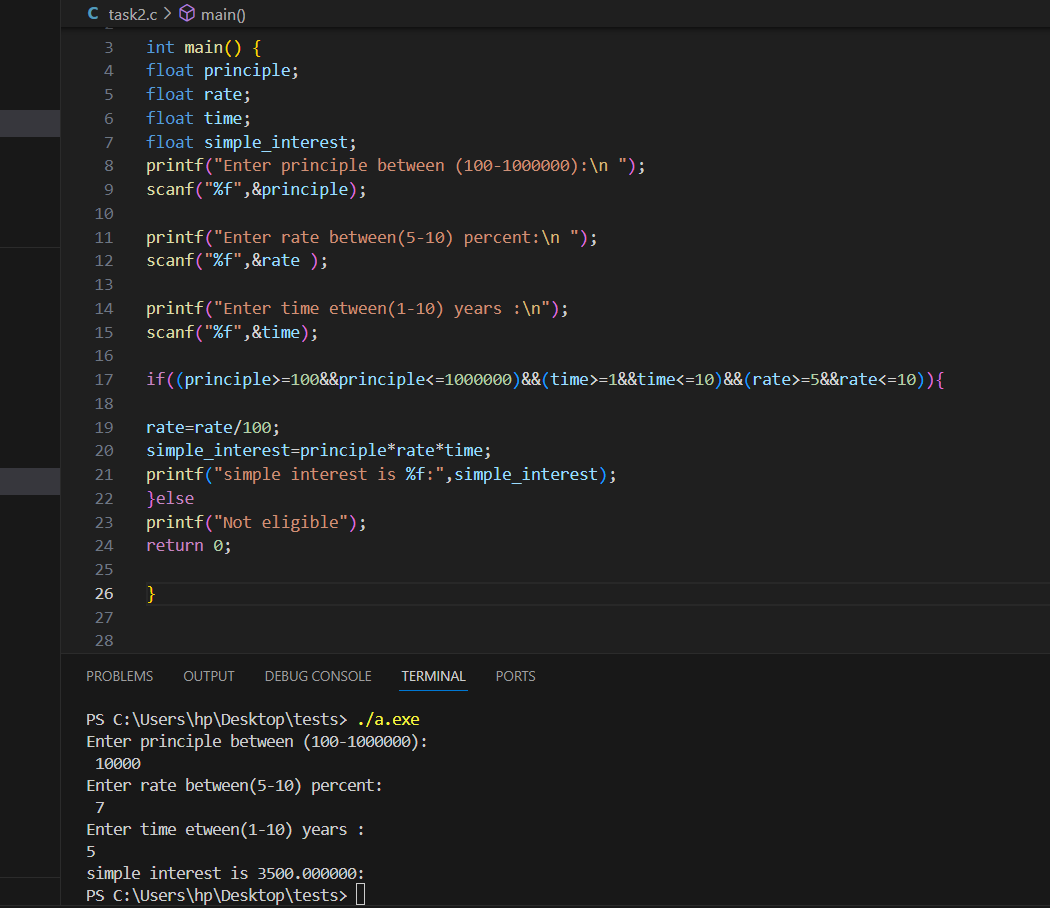 C task2.c > main()
3 int main() {
4 float principle;
5 float rate;
6 float time;
7 float simple_interest;
8 printf("Enter principle between (100-1000000):\n ");
9 scanf("%f",&principle);
10
11 printf("Enter rate between(5-10) percent:\n ");
12 scanf("%f",&rate );
13
14 printf("Enter time etween(1-10) years :\n");
15 scanf("%f",&time);
16
17 if((principle>=100&&principle<=1000000)&&(time>=1&&time<=10)&&(rate>=5&&rate<=10)){
18
19 rate=rate/100;
20 simple_interest=principle*rate*time;
21 printf("simple interest is %f:",simple_interest);
22 }else
23 printf("Not eligible");
24 return 0;
25
26 }
27
28
PROBLEMS OUTPUT DEBUG CONSOLE TERMINAL PORTS
PS C:\Users\hp\Desktop\tests> ./a.exe
Enter principle between (100-1000000):
 10000
Enter rate between(5-10) percent:
 7
Enter time etween(1-10) years :
5
simple interest is 3500.000000:
PS C:\Users\hp\Desktop\tests>